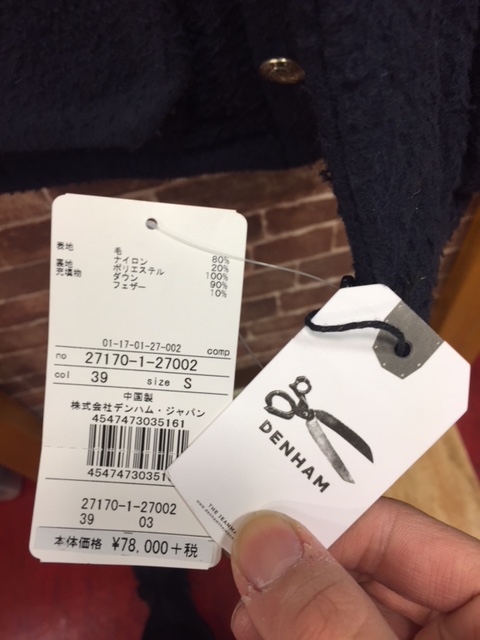 表地 毛 80%
ナイロン 20%
裏地 ポリエステル 100%
充填物 ダウン 90%
フェザー 10%
01-17-01-27-002 comp
no 27170-1-27002
col 39 size S
中国製
株式会社デンハム・ジャパン
4547473035161
27170-1-27002
39 03
本体価格 ¥78,000+税
DENHAM
THE JEANMA